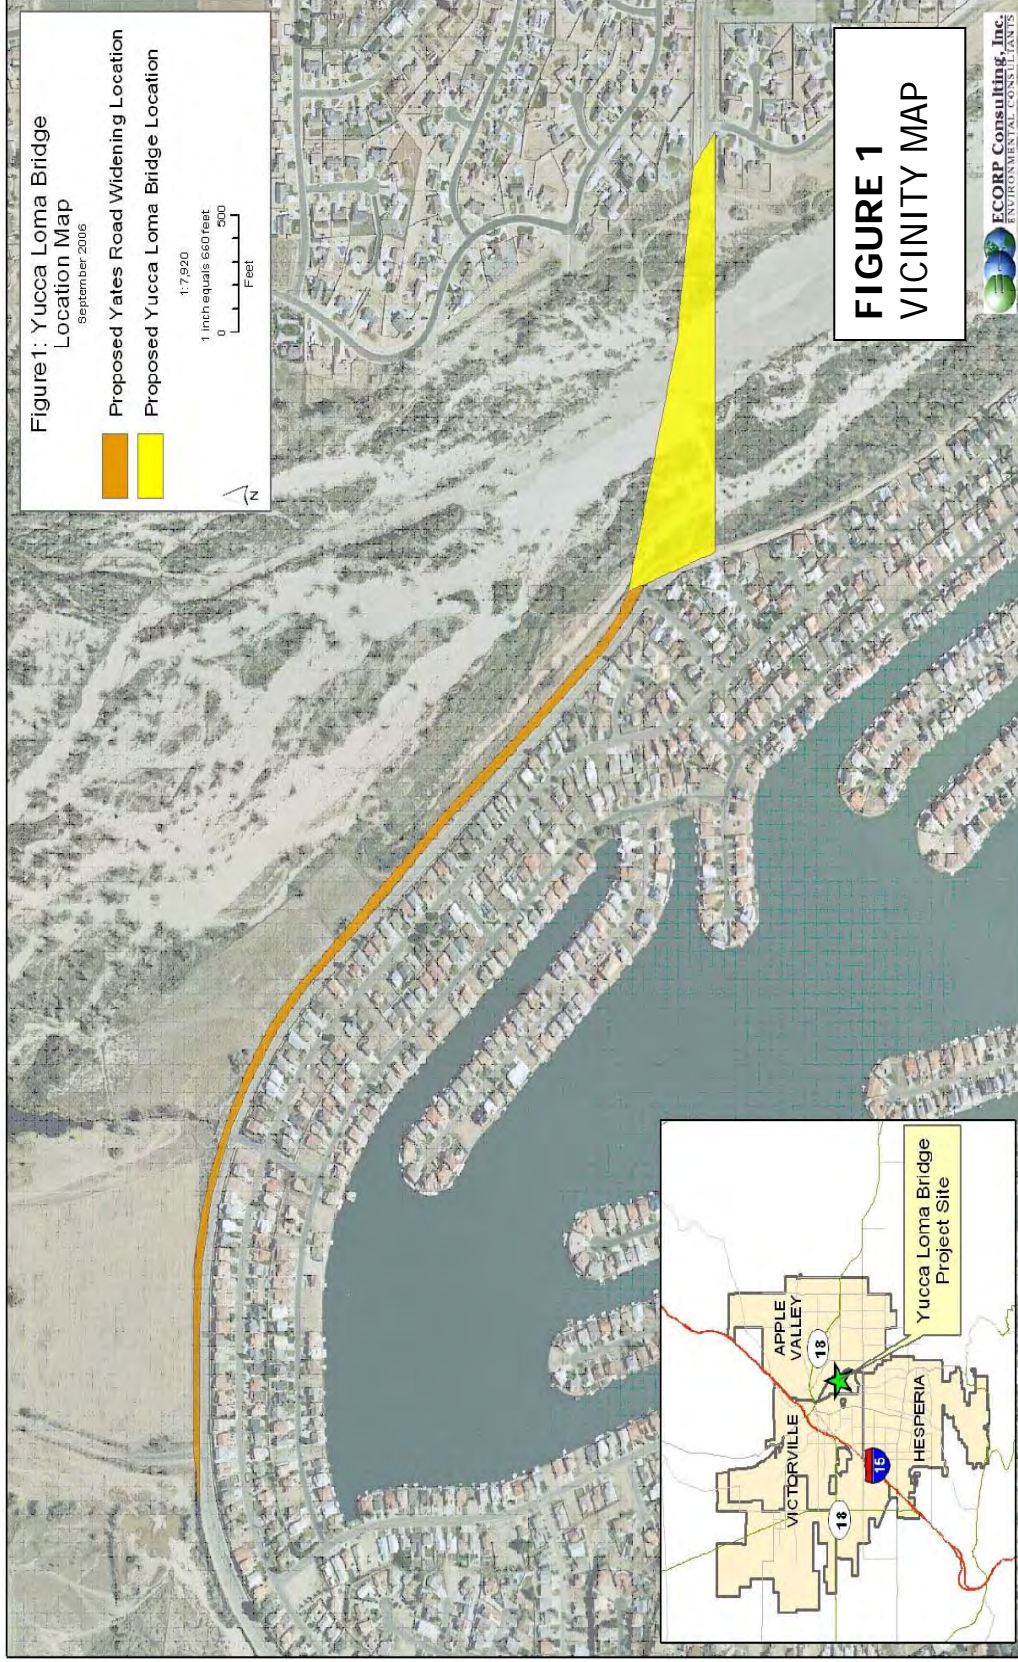 Figure1: Yucca Loma Bridge
Location Map
September 2006
Proposed Yates Road Widening Location
Proposed Yucca Loma Bridge Location
1:7,920
1 inch equals 660 feet
0 500
Feet
N
FIGURE 1
VICINITY MAP
ECORP Consulting, Inc.
ENVIRONMENTAL CONSULTANTS
APPLE
VALLEY
18
VICTORVILLE
18
15
HESPERIA
Yucca Loma Bridge
Project Site